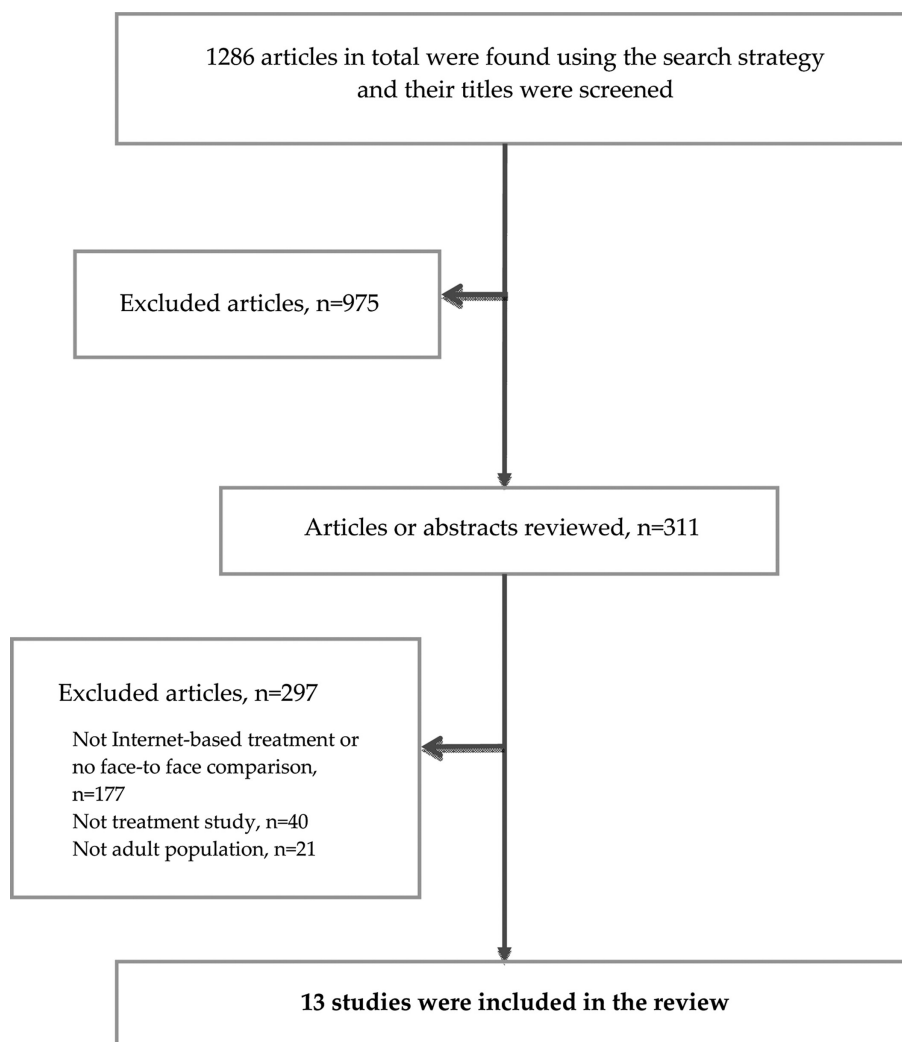 1286 articles in total were found using the search strategy
and their titles were screened
Excluded articles, n=975
Articles or abstracts reviewed, n=311
Excluded articles, n=297
Not Internet-based treatment or
no face-to face comparison,
n=177
Not treatment study, n=40
Not adult population, n=21
13 studies were included in the review